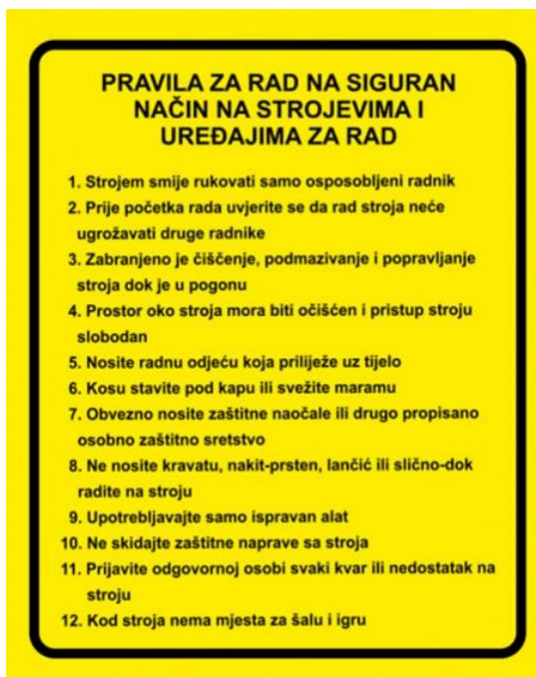 PRAVILA ZA RAD NA SIGURAN
NAČIN NA STROJEVIMA I
UREĐAJIMA ZA RAD
1. Strojem smije rukovati samo osposobljeni radnik
2. Prije početka rada uvjerite se da rad stroja neće
ugrožavati druge radnike
3. Zabranjeno je čiščenje, podmazivanje i popravljanje
stroja dok je u pogonu
4. Prostor oko stroja mora biti očišćen i pristup stroju
slobodan
5. Nosite radnu odjeću koja priliježe uz tijelo
6. Kosu stavite pod kapu ili svežite maramu
7. Obvezno nosite zaštitne naočale ili drugo propisano
osobno zaštitno sretstvo
8. Ne nosite kravatu, nakit-prsten, lančić ili slično-dok
radite na stroju
9. Upotrebljavajte samo ispravan alat
10. Ne skidajte zaštitne naprave sa stroja
11. Prijavite odgovornoj osobi svaki kvar ili nedostatak na
stroju
12. Kod stroja nema mjesta za šalu i igru